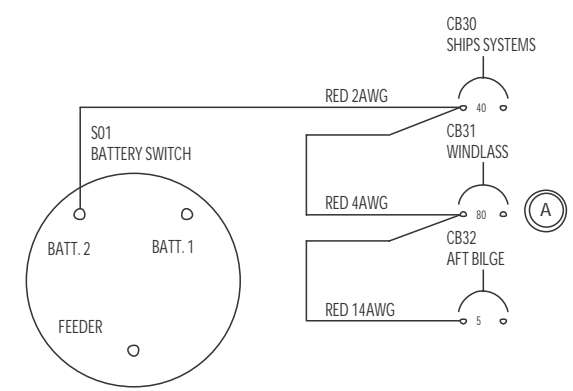 CB30
SHIPS SYSTEMS
RED 2AWG
40
S01
BATTERY SWITCH
CB31
WINDLASS
RED 4AWG
80
A
BATT. 2
BATT. 1
CB32
AFT BILGE
RED 14AWG
5
FEEDER